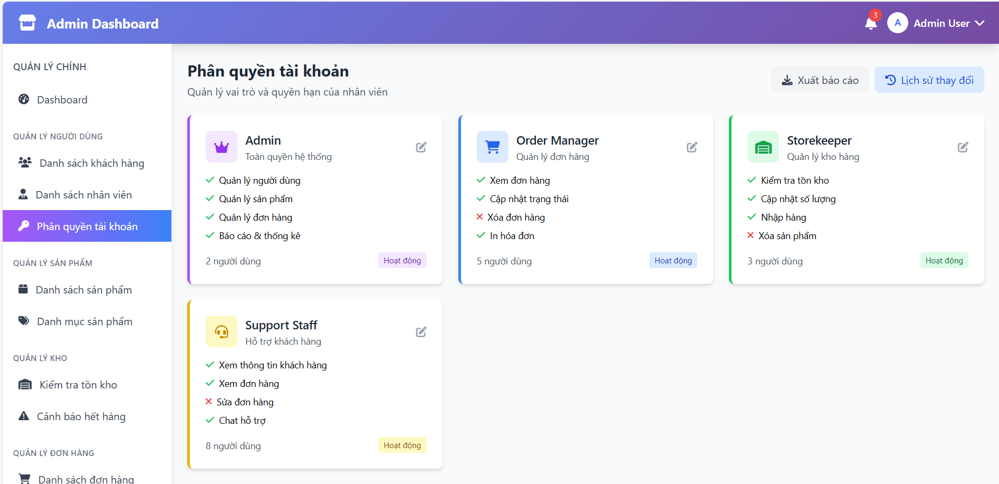 Admin Dashboard
3
A
Admin User
QUẢN LÝ CHÍNH
Dashboard
QUẢN LÝ NGƯỜI DÙNG
Danh sách khách hàng
Danh sách nhân viên
Phân quyền tài khoản
QUẢN LÝ SẢN PHẨM
Danh sách sản phẩm
Danh mục sản phẩm
QUẢN LÝ KHO
Kiểm tra tồn kho
Cảnh báo hết hàng
QUẢN LÝ ĐƠN HÀNG
Danh sách đơn hàng
Phân quyền tài khoản
Quản lý vai trò và quyền hạn của nhân viên
Xuất báo cáo
Lịch sử thay đổi
Admin
Toàn quyền hệ thống
Quản lý người dùng
Quản lý sản phẩm
Quản lý đơn hàng
Báo cáo & thống kê
2 người dùng
Hoạt động
Order Manager
Quản lý đơn hàng
Xem đơn hàng
Cập nhật trạng thái
Xóa đơn hàng
In hóa đơn
5 người dùng
Hoạt động
Storekeeper
Quản lý kho hàng
Kiểm tra tồn kho
Cập nhật số lượng
Nhập hàng
Xóa sản phẩm
3 người dùng
Hoạt động
Support Staff
Hỗ trợ khách hàng
Xem thông tin khách hàng
Xem đơn hàng
Sửa đơn hàng
Chat hỗ trợ
8 người dùng
Hoạt động